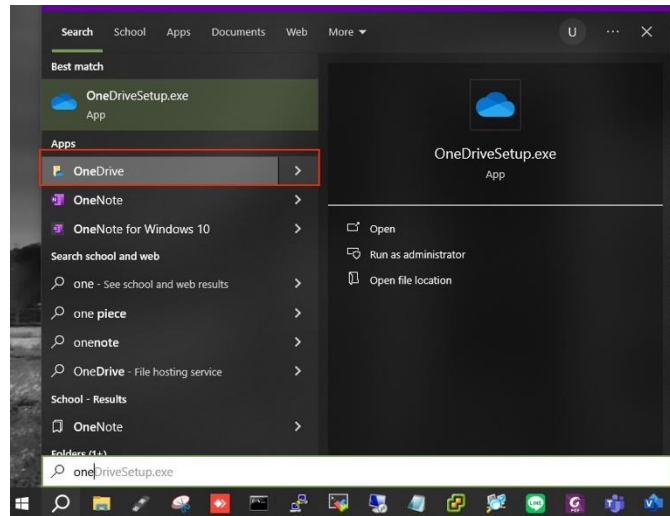 Search School Apps Documents Web More U ... ×
Best match
OneDriveSetup.exe
App
Apps
OneDrive
OneNote
OneNote for Windows 10
Search school and web
one - See school and web results
one piece
onenote
OneDrive - File hosting service
School - Results
OneNote
Folders (1+)
oneDriveSetup.exe
OneDriveSetup.exe
App
Open
Run as administrator
Open file location